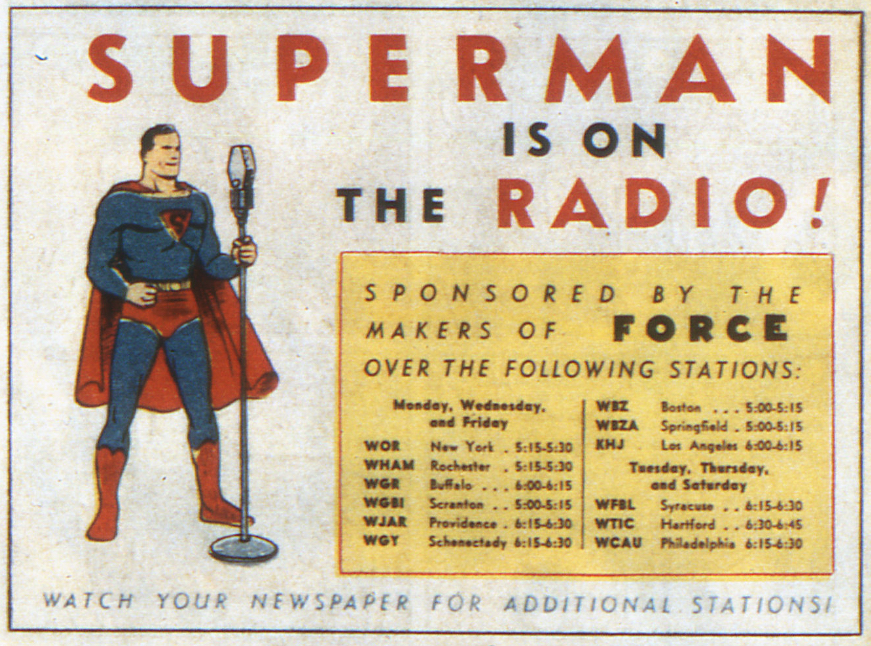 SUPERMAN
IS ON
THE RADIO!
S
SPONSORED BY THE
MAKERS OF FORCE
OVER THE FOLLOWING STATIONS:
Monday, Wednesday,
and Friday
WOR New York . 5:15-5:30
WHAM Rochester . 5:15-5:30
WGR Buffalo . . . 6:00-6:15
WGBI Scranton . . 5:00-5:15
WJAR Providence . 6:15-6:30
WGY Schenectady 6:15-6:30
WBZ Boston . . . 5:00-5:15
WBZA Springfield . 5:00-5:15
KHJ . Los Angeles 6:00-6:15
Tuesday, Thursday,
and Saturday
WFBL Syracuse . . 6:15-6:30
WTIC Hartford . . 6:30-6:45
WCAU Philadelphia 6:15-6:30
WATCH YOUR NEWSPAPER FOR ADDITIONAL STATIONS!